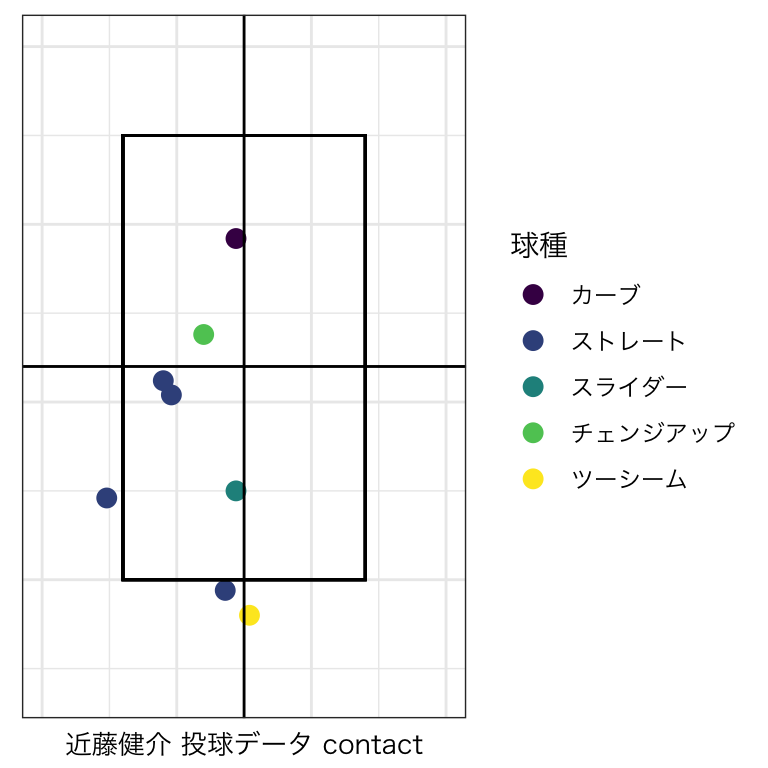 球種
カーブ
ストレート
スライダー
チェンジアップ
ツーシーム
近藤健介 投球データ contact